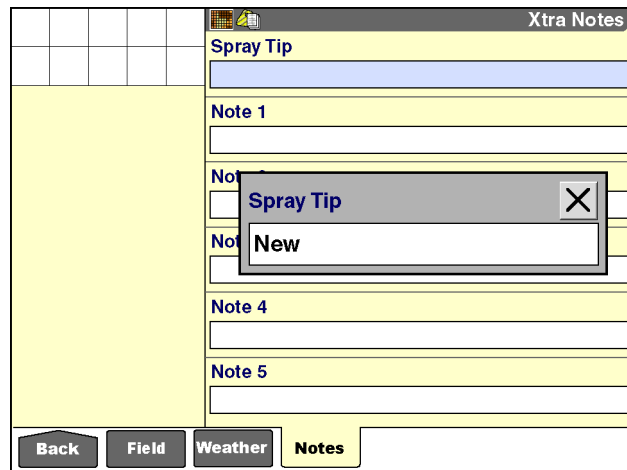 Xtra Notes
Spray Tip
Note 1
Spray Tip
New
Note 4
Note 5
Back
Field
Weather
Notes